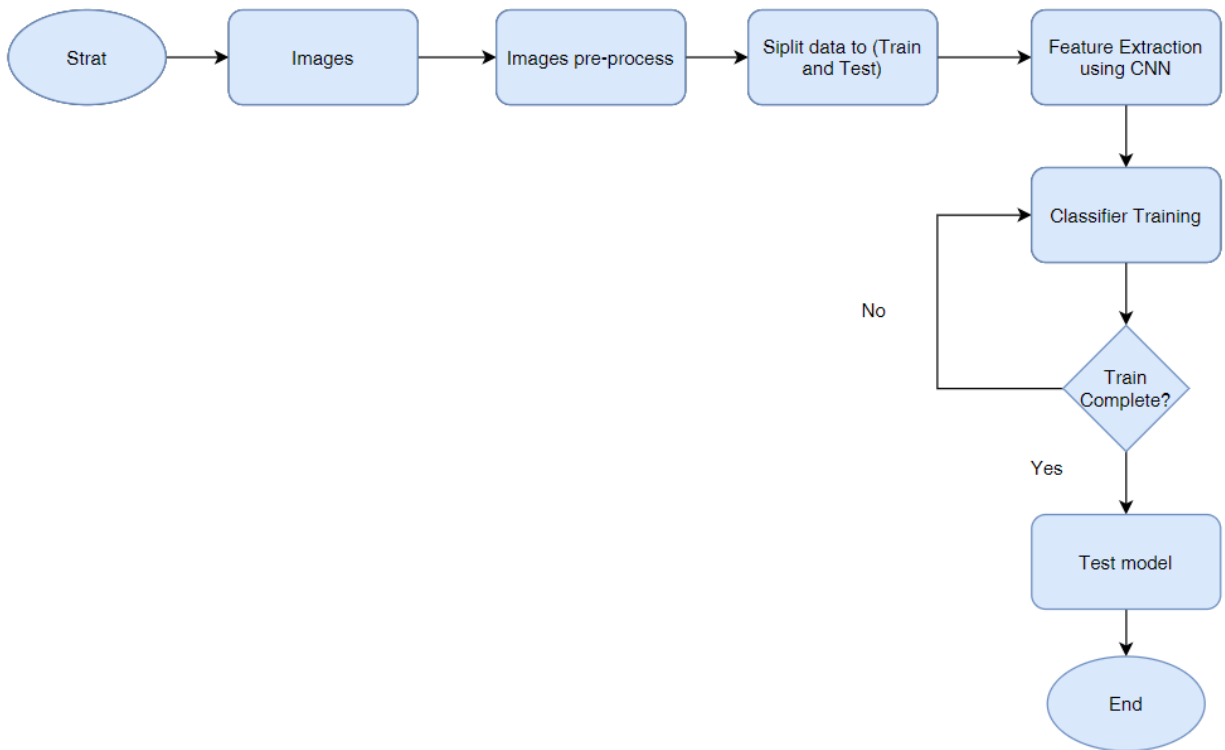 Strat
Images
Images pre-process
Siplit data to (Train
and Test)
Feature Extraction
using CNN
Classifier Training
No
Train
Complete?
Yes
Test model
End